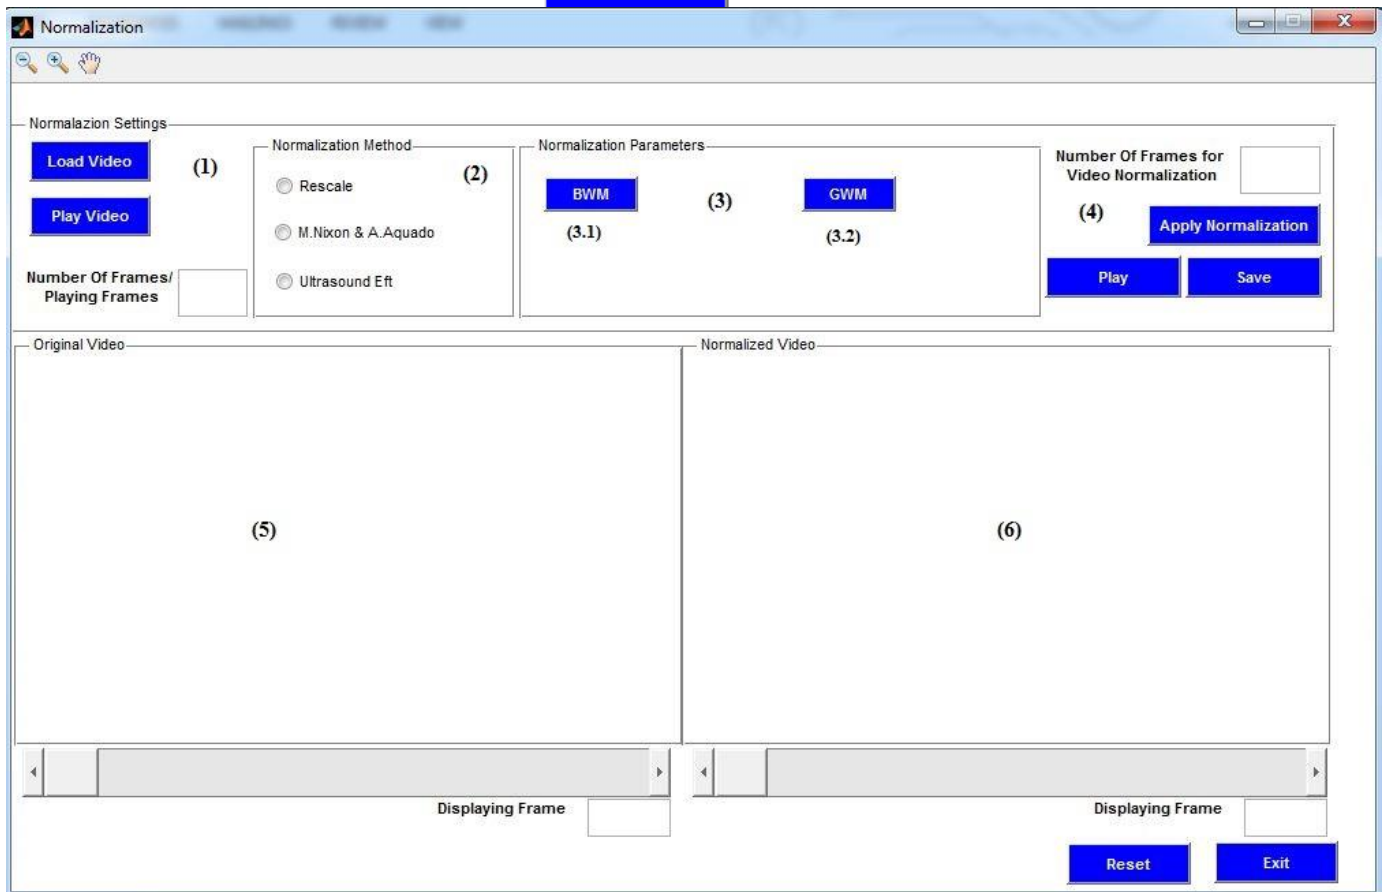 Normalization
Normalazion Settings
Load Video
(1)
Play Video
Number Of Frames/
Playing Frames
Normalization Method
(2)
Rescale
M.Nixon & A.Aquado
Ultrasound Eft
Normalization Parameters
BWM
(3)
GWM
(3.1)
(3.2)
Number Of Frames for
Video Normalization
(4)
Apply Normalization
Play
Save
Original Video
Normalized Video
(5)
(6)
Displaying Frame
Displaying Frame
Reset
Exit